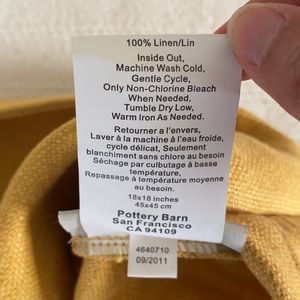 100% Linen/Lin
Inside Out,
Machine Wash Cold,
Gentle Cycle,
Only Non-Chlorine Bleach
When Needed,
Tumble Dry Low,
Warm Iron As Needed.
Retourner a l'envers,
Laver à la machine à l'eau froide,
cycle délicat, Seulement
blanchiment sans chlore au besoin
Séchage par culbutage à basse
température,
Repassage à température moyenne
au besoin.
18x18 inches
45x45 cm
Pottery Barn
San Francisco
CA 94109
4640710
09/2011